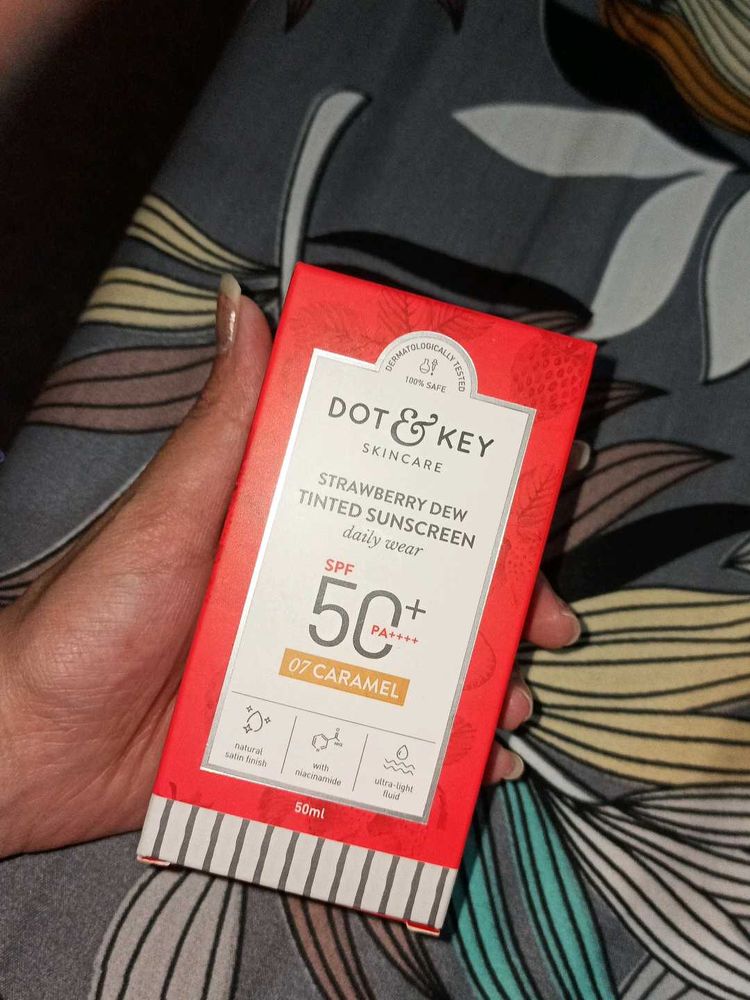 DERMATOLOGICALLY TESTED
100% SAFE
DOT & KEY
SKINCARE
STRAWBERRY DEW
TINTED SUNSCREEN
daily wear
SPF
50+
PA++++
07 CARAMEL
natural
satin finish
with
niacinamide
ultra-light
fluid
50ml